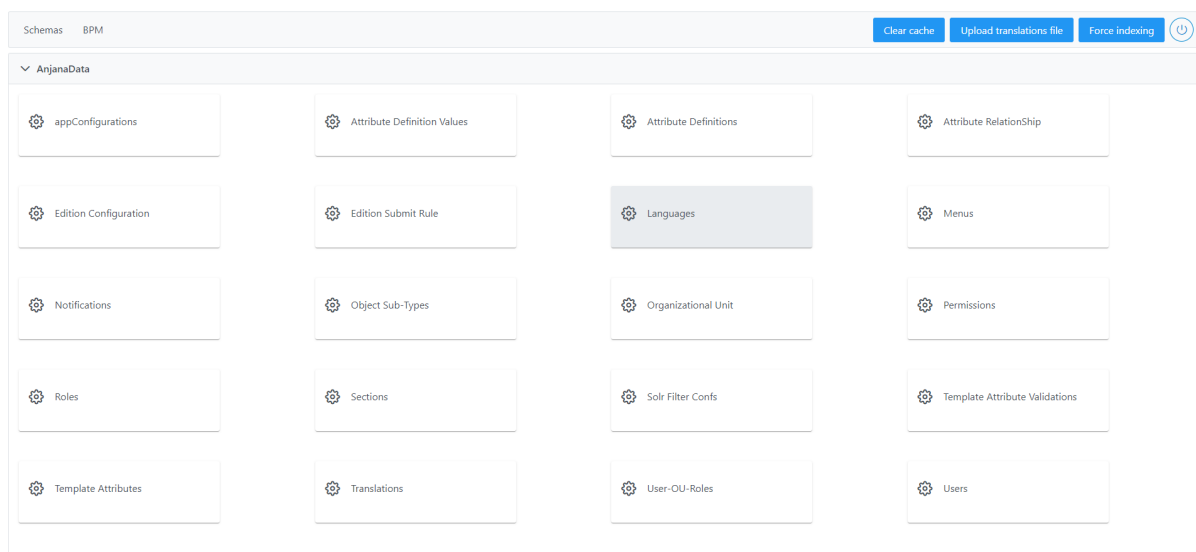 Schemas BPM Clear cache Upload translations file Force indexing
AnjanaData
appConfigurations Attribute Definition Values Attribute Definitions Attribute RelationShip
Edition Configuration Edition Submit Rule Languages Menus
Notifications Object Sub-Types Organizational Unit Permissions
Roles Sections Solr Filter Confs Template Attribute Validations
Template Attributes Translations User-OU-Roles Users